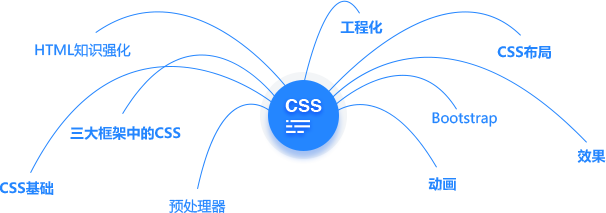 工程化
HTML知识强化
CSS布局
CSS
三大框架中的CSS
Bootstrap
效果
CSS基础
动画
预处理器